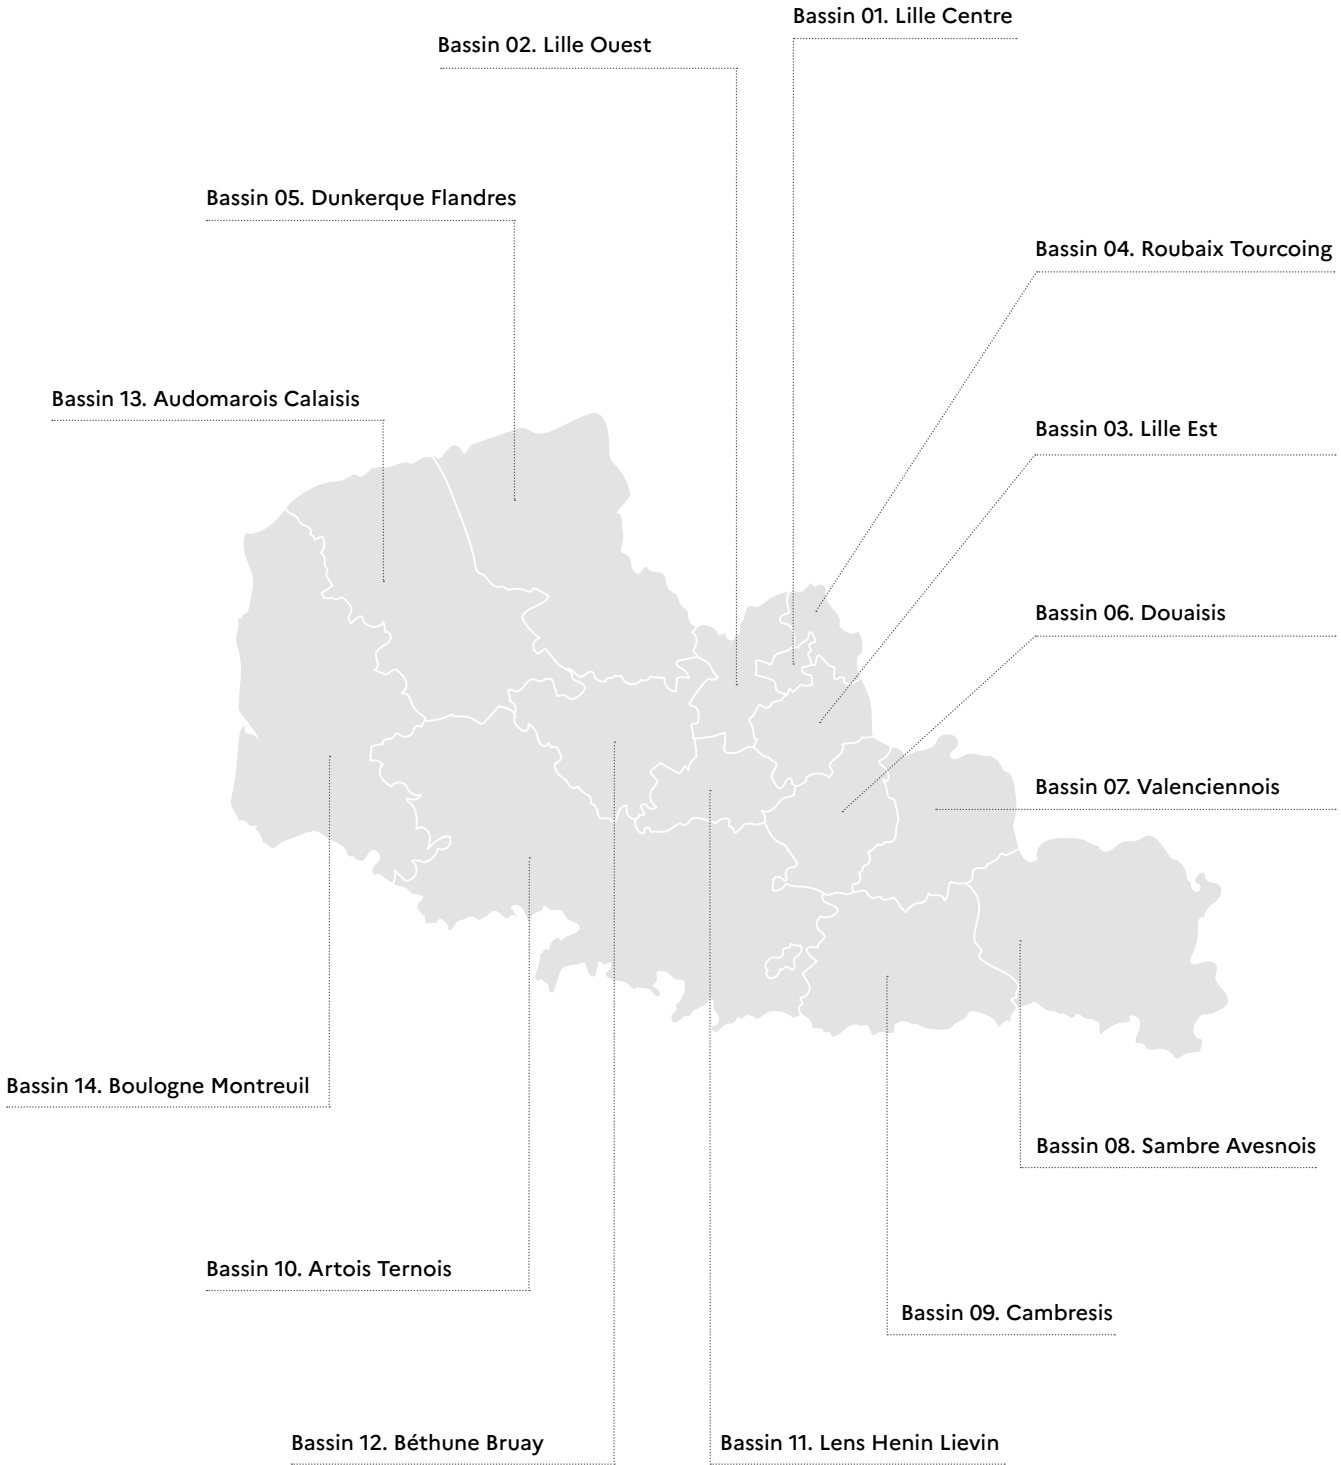 Bassin 01. Lille Centre
Bassin 02. Lille Ouest
Bassin 05. Dunkerque Flandres
Bassin 04. Roubaix Tourcoing
Bassin 13. Audomarois Calaisis
Bassin 03. Lille Est
Bassin 06. Douaisis
Bassin 07. Valenciennois
Bassin 14. Boulogne Montreuil
Bassin 08. Sambre Avesnois
Bassin 10. Artois Ternois
Bassin 09. Cambresis
Bassin 12. Béthune Bruay
Bassin 11. Lens Henin Lievin